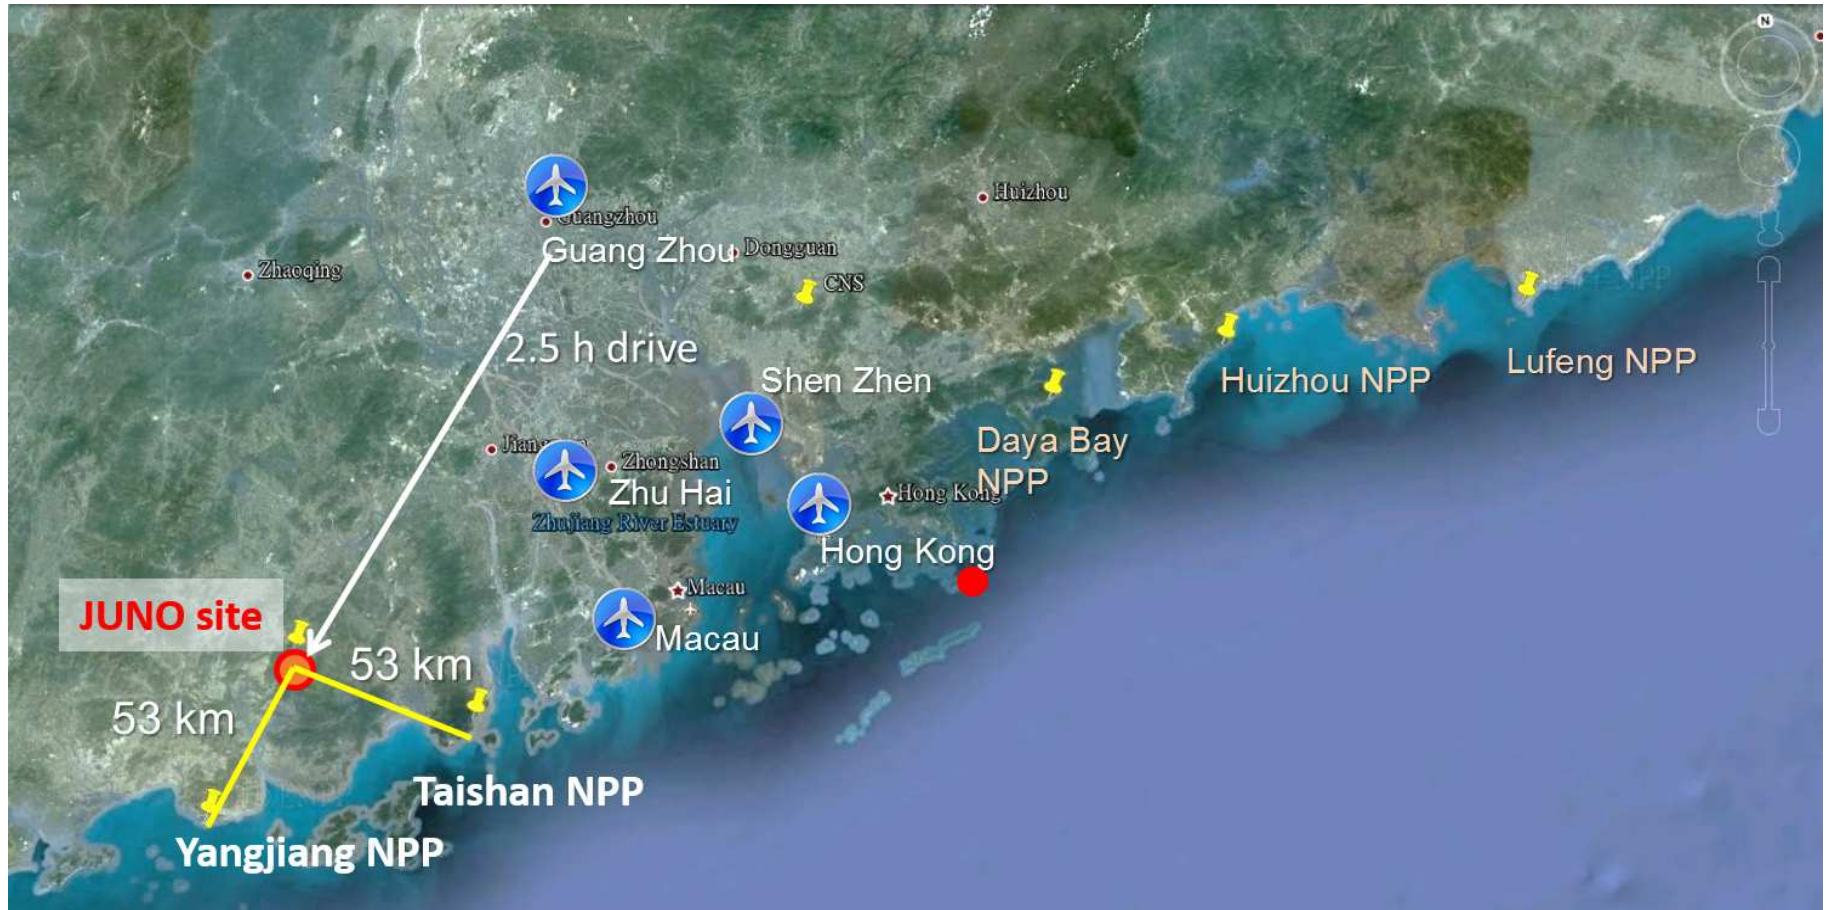 N
Guangzhou
Guang Zhou
Huizhou
Dongguan
Zhaoqing
CNS
2.5 h drive
Shen Zhen
Huizhou NPP
Lufeng NPP
Daya Bay
NPP
Zhongshan
Zhu Hai
Zhujiang River Estuary
Hong Kong
Hong Kong
Macau
Macau
JUNO site
53 km
53 km
Taishan NPP
Yangjiang NPP